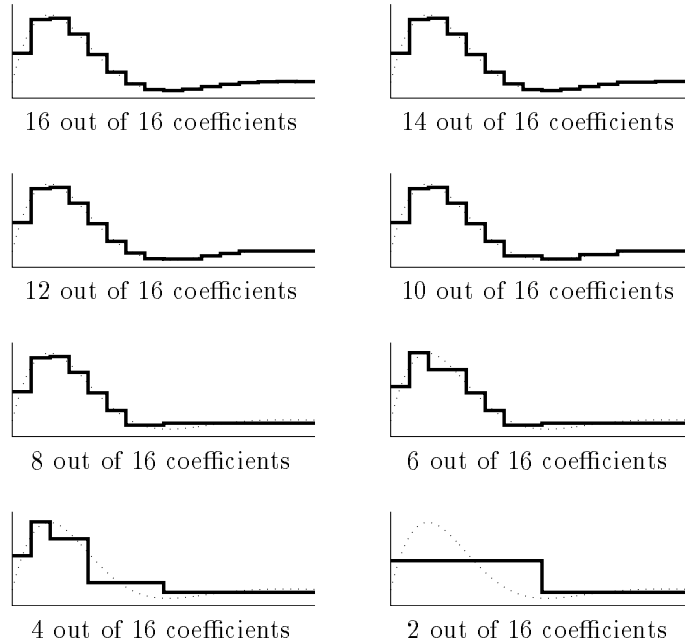 16 out of 16 coefficients
14 out of 16 coefficients
12 out of 16 coefficients
10 out of 16 coefficients
8 out of 16 coefficients
6 out of 16 coefficients
4 out of 16 coefficients
2 out of 16 coefficients